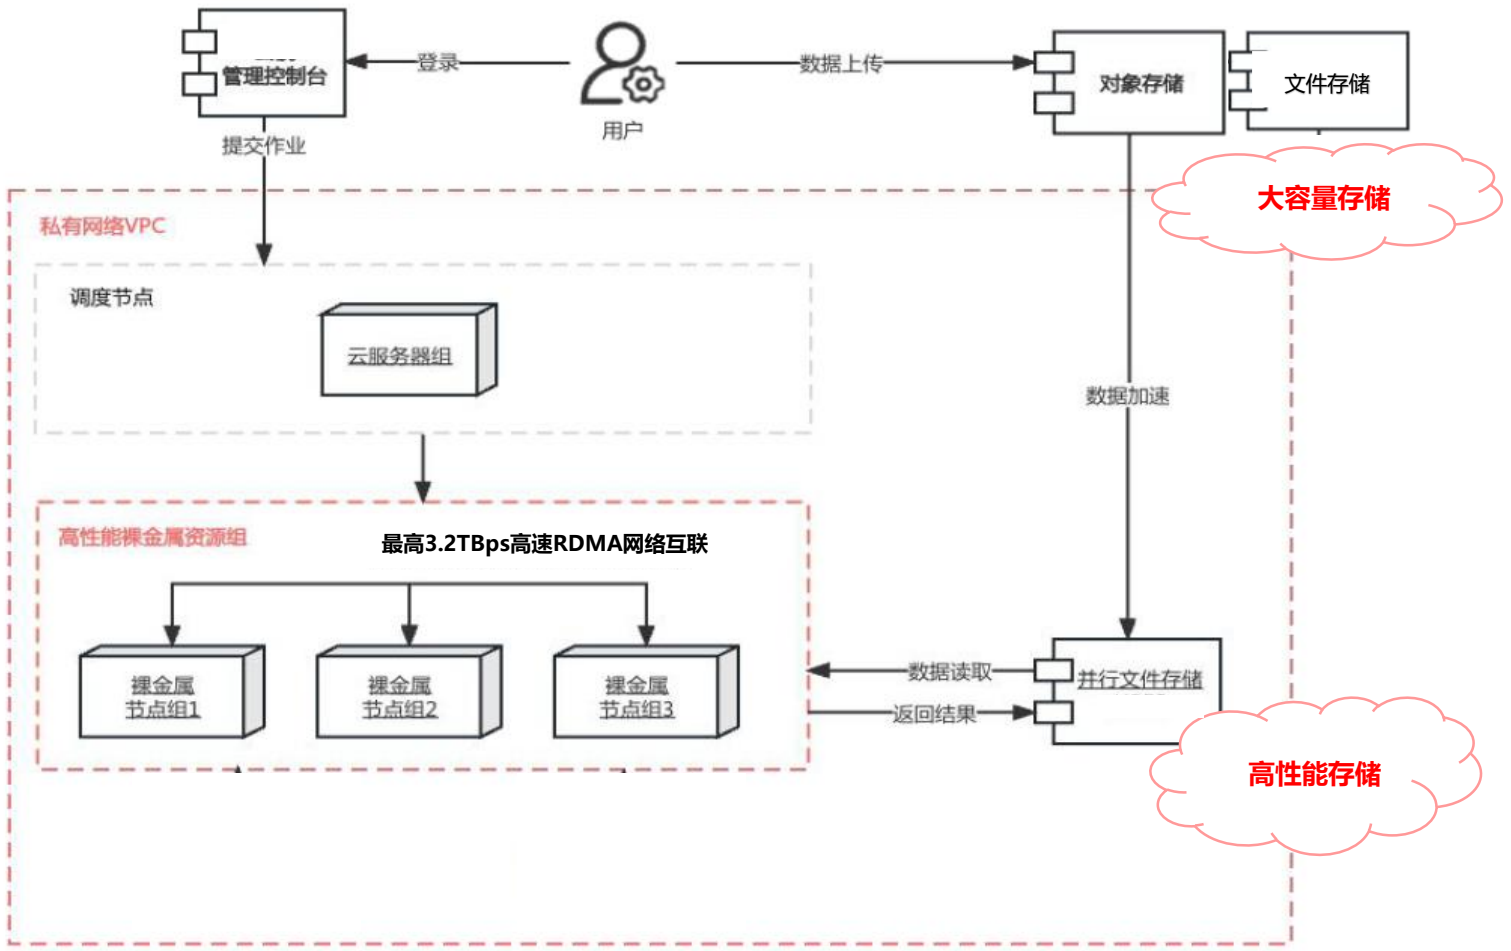 管理控制台
登录
用户
数据上传
对象存储
文件存储
提交作业
大容量存储
私有网络VPC
调度节点
云服务器组
数据加速
高性能裸金属资源组
最高3.2TBps高速RDMA网络互联
裸金属
节点组1
裸金属
节点组2
裸金属
节点组3
数据读取
返回结果
并行文件存储
高性能存储